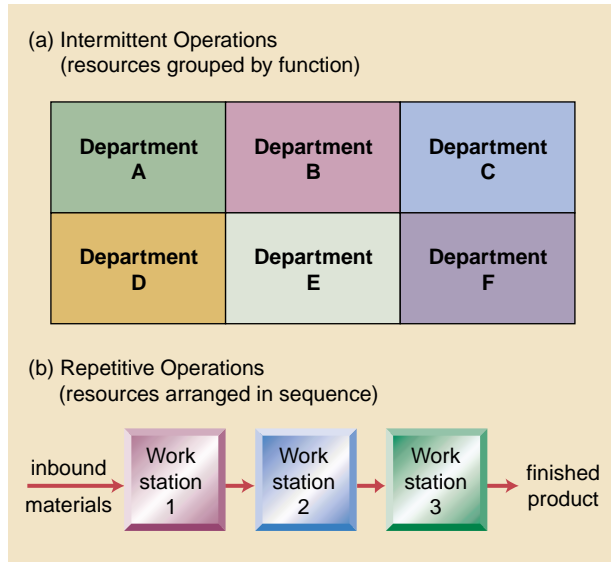 (a) Intermittent Operations
(resources grouped by function)
Department
A
Department
B
Department
C
Department
D
Department
E
Department
F
(b) Repetitive Operations
(resources arranged in sequence)
inbound
materials
Work
station
1
Work
station
2
Work
station
3
finished
product